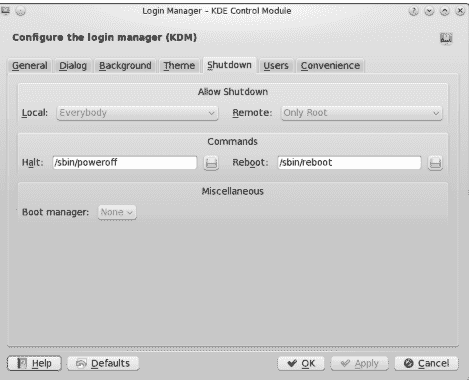 Login Manager – KDE Control Module
Configure the login manager (KDM)
General Dialog Background Theme Shutdown Users Convenience
Allow Shutdown
Local: Everybody Remote: Only Root
Commands
Halt: /sbin/poweroff Reboot: /sbin/reboot
Miscellaneous
Boot manager: None
Help Defaults OK Apply Cancel